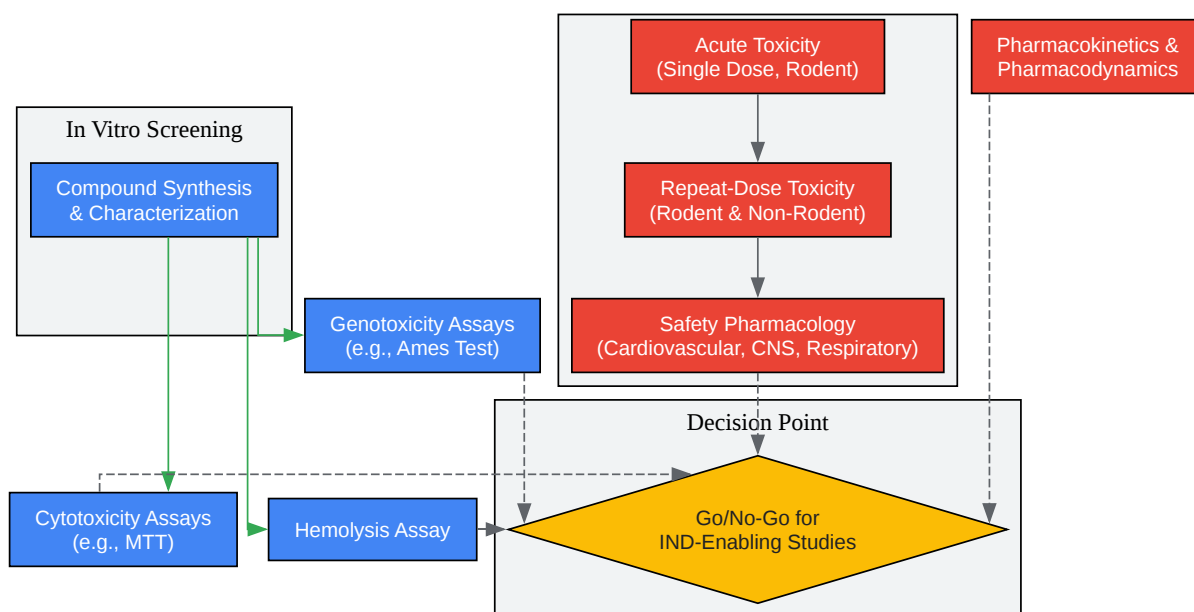 Acute Toxicity
(Single Dose, Rodent)
Pharmacokinetics &
Pharmacodynamics
In Vitro Screening
Compound Synthesis
& Characterization
Repeat-Dose Toxicity
(Rodent & Non-Rodent)
Genotoxicity Assays
(e.g., Ames Test)
Safety Pharmacology
(Cardiovascular, CNS, Respiratory)
Decision Point
Cytotoxicity Assays
(e.g., MTT)
Hemolysis Assay
Go/No-Go for
IND-Enabling Studies